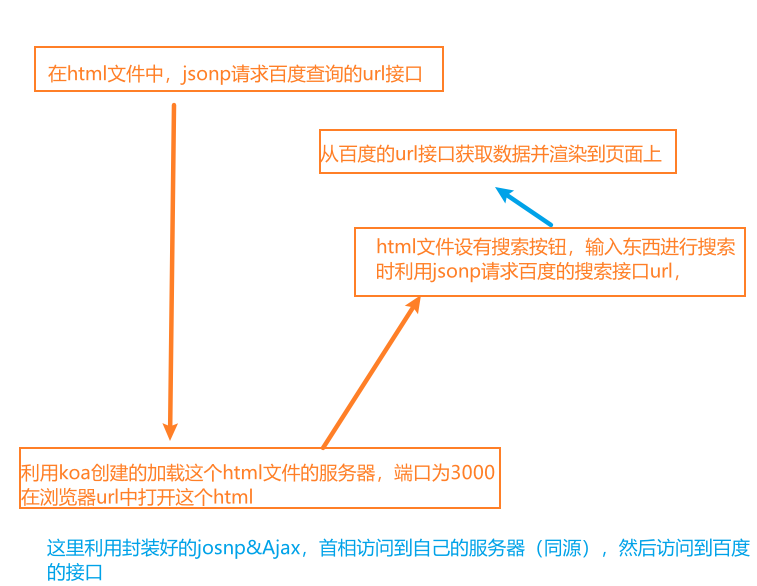 在html文件中，jsonp请求百度查询的url接口
从百度的url接口获取数据并渲染到页面上
html文件设有搜索按钮，输入东西进行搜索
时利用jsonp请求百度的搜索接口url，
利用koa创建的加载这个html文件的服务器，端口为3000
在浏览器url中打开这个html
这里利用封装好的josnp&Ajax，首相访问到自己的服务器（同源），然后访问到百度
的接口